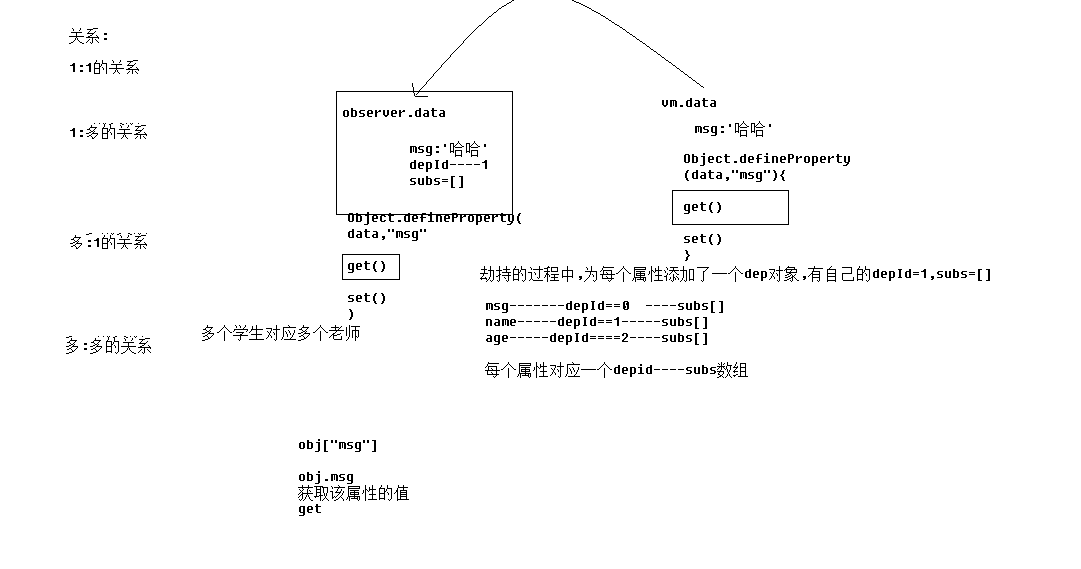 关系:
1:1的关系
1:多的关系
多:1的关系
多:多的关系
多个学生对应多个老师
observer.data
msg:'哈哈'
depId----1
subs=[]
Object.defineProperty(
data,"msg"
get()
set()
)
vm.data
msg:'哈哈'
Object.defineProperty
(data,"msg"){
get()
set()
}
劫持的过程中,为每个属性添加了一个dep对象,有自己的depId=1,subs=[]
msg-------depId==0  ----subs[]
name-----depId==1-----subs[]
age-----depId====2----subs[]
每个属性对应一个depid----subs数组
obj["msg"]
obj.msg
获取该属性的值
get